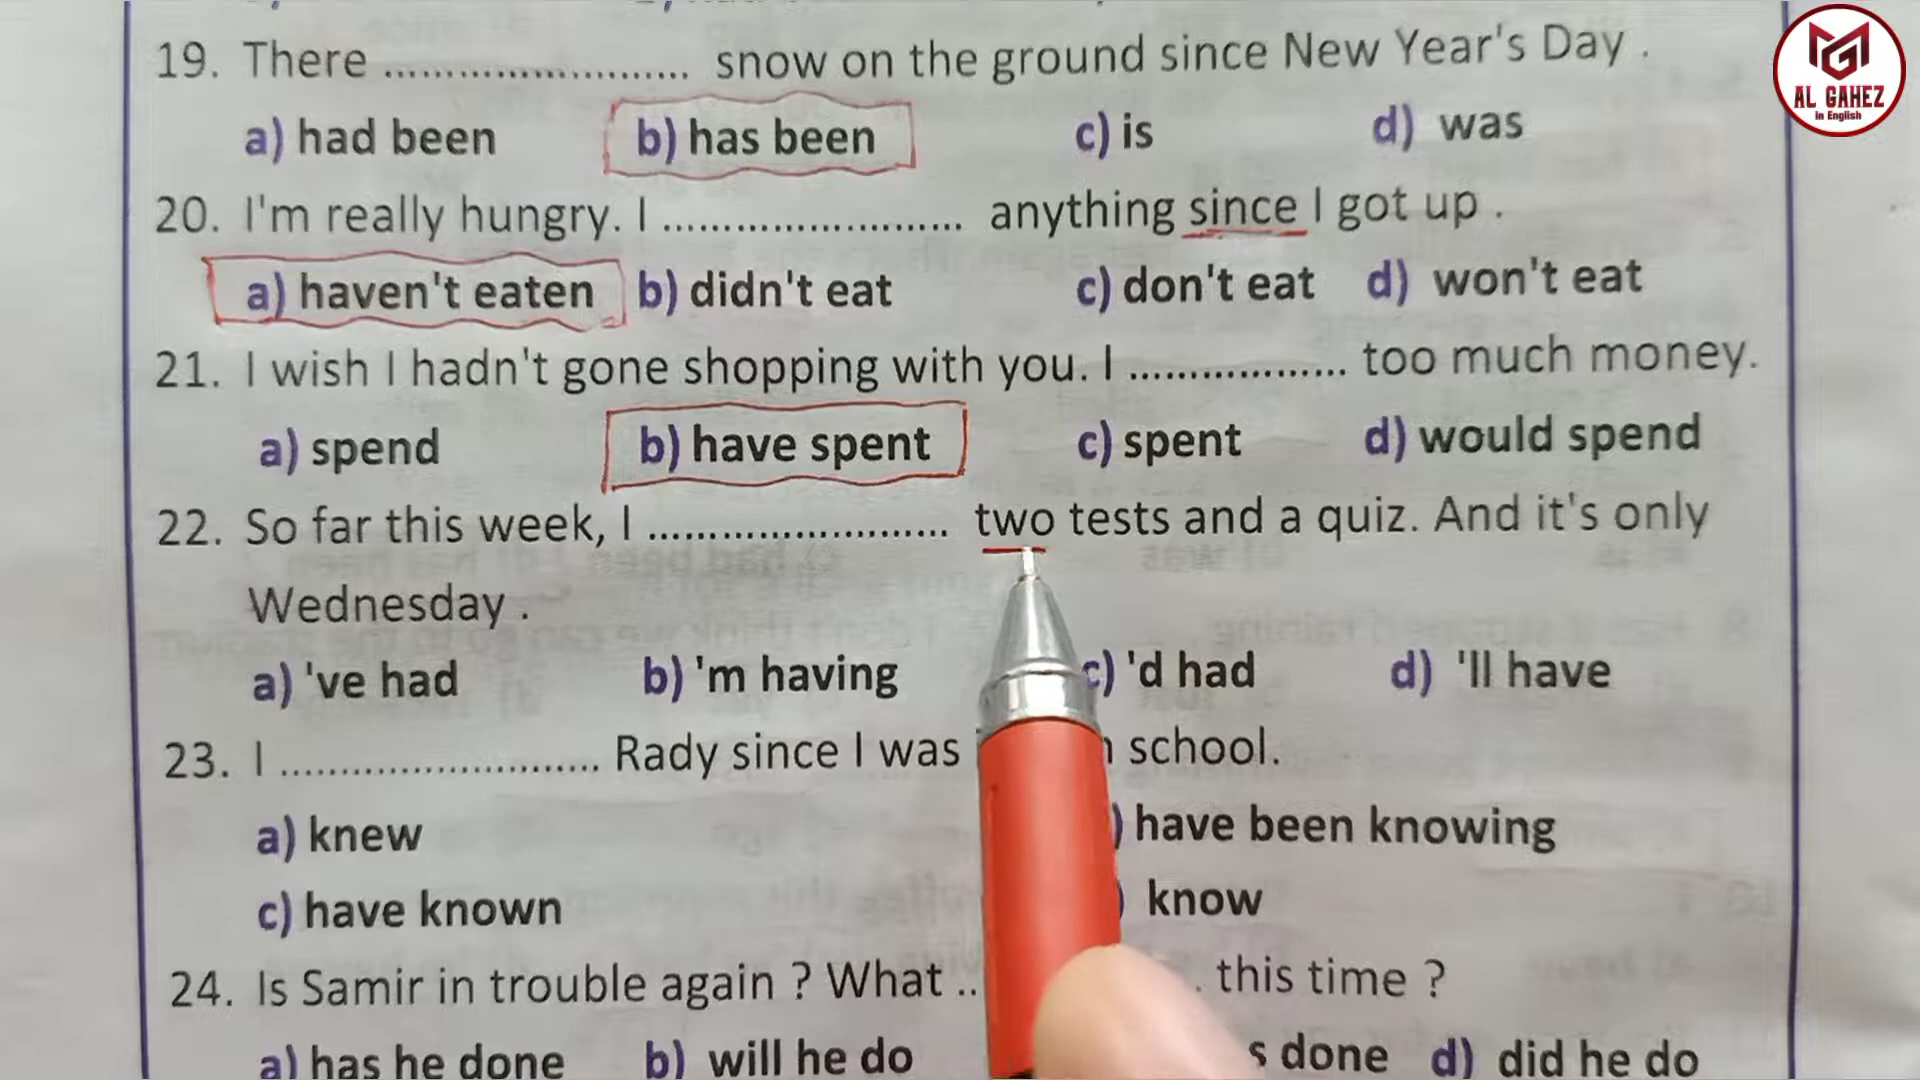 19. There .......................... snow on the ground since New Year's Day .
a) had been b) has been c) is d) was
20. I'm really hungry. I ......................... anything since I got up .
a) haven't eaten b) didn't eat c) don't eat d) won't eat
21. I wish I hadn't gone shopping with you. I ................... too much money.
a) spend b) have spent c) spent d) would spend
22. So far this week, I ......................... two tests and a quiz. And it's only
Wednesday .
a) 've had b) 'm having c) 'd had d) 'll have
23. I ........................... Rady since I was school.
a) knew ) have been knowing
c) have known ) know
24. Is Samir in trouble again ? What .. . this time ?
a) has he done b) will he do done d) did he do
AL GAHEZ
in English